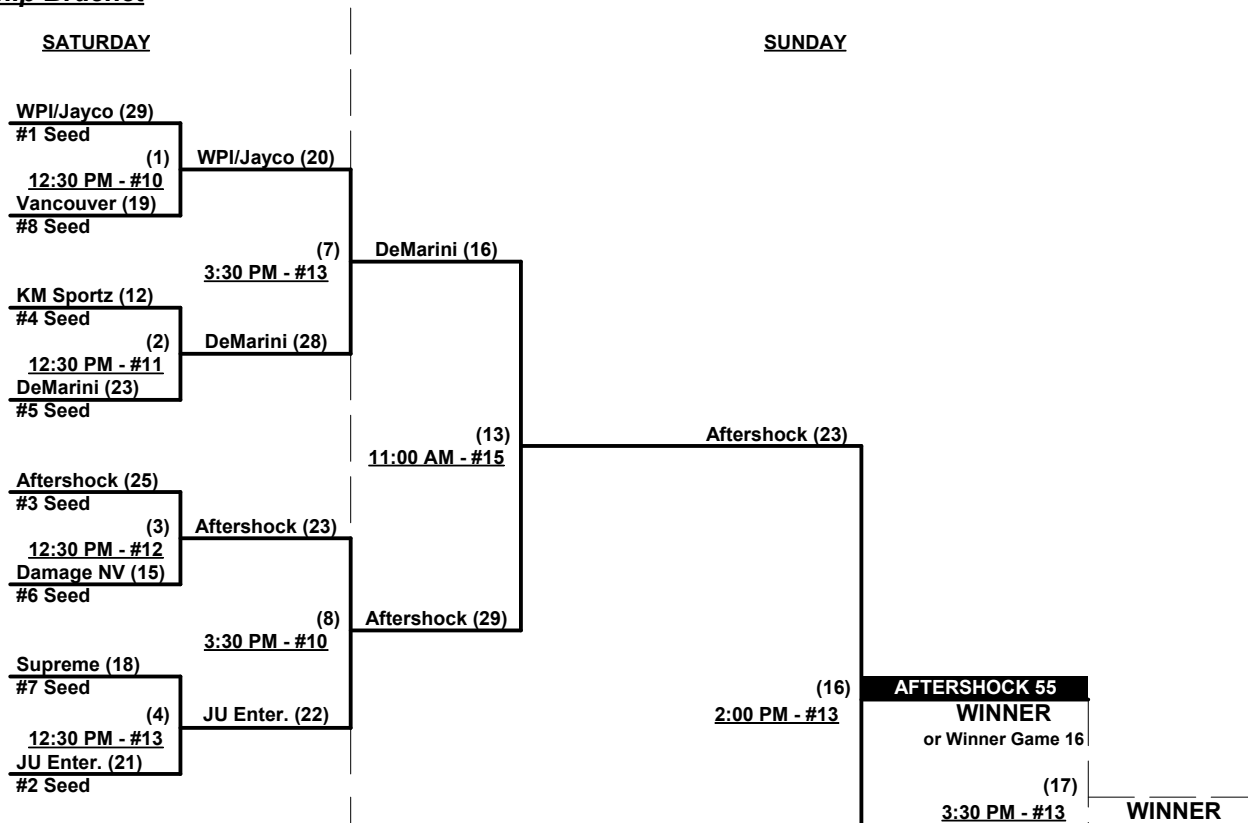 SATURDAY
SUNDAY
WPI/Jayco (29)
#1 Seed
(1)
12:30 PM - #10
Vancouver (19)
#8 Seed
WPI/Jayco (20)
(7)
3:30 PM - #13
KM Sportz (12)
#4 Seed
(2)
12:30 PM - #11
DeMarini (23)
#5 Seed
DeMarini (28)
DeMarini (16)
(13)
11:00 AM - #15
Aftershock (23)
Aftershock (25)
#3 Seed
(3)
12:30 PM - #12
Damage NV (15)
#6 Seed
Aftershock (23)
(8)
3:30 PM - #10
Aftershock (29)
Supreme (18)
#7 Seed
(4)
12:30 PM - #13
JU Enter. (21)
#2 Seed
JU Enter. (22)
(16)
2:00 PM - #13
AFTERSHOCK 55
WINNER
or Winner Game 16
(17)
3:30 PM - #13
WINNER